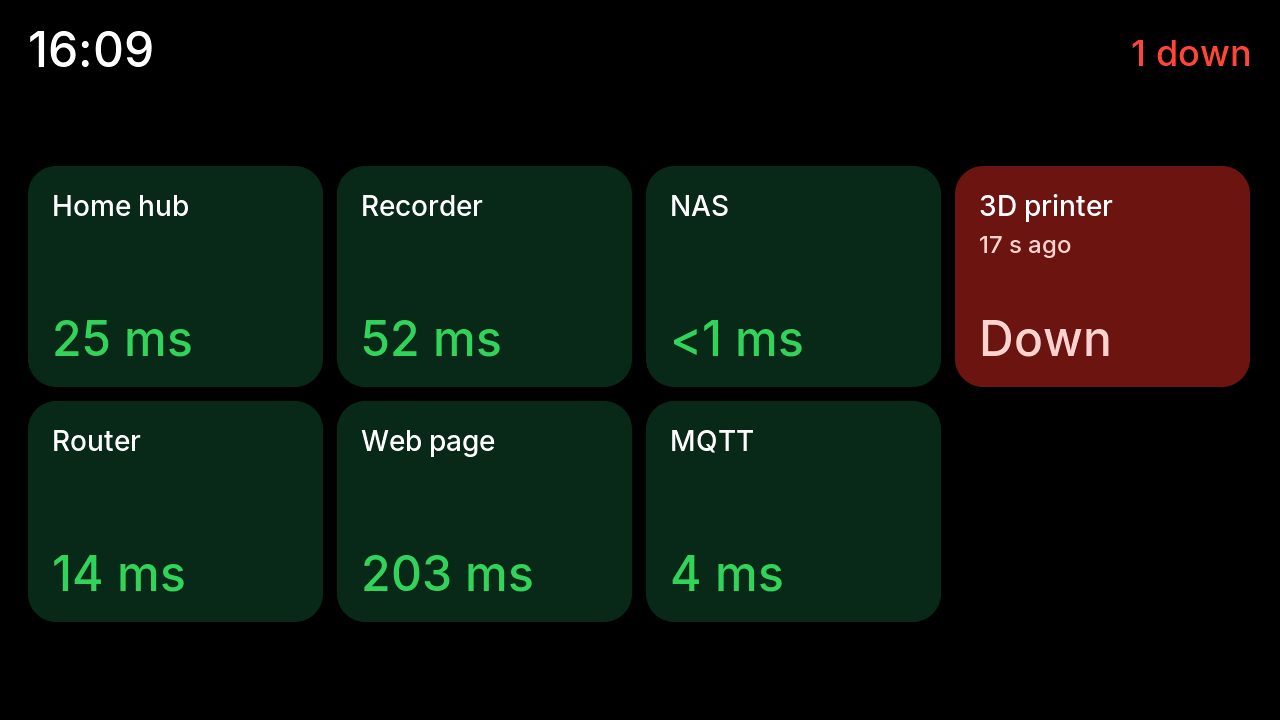 16:09
1 down
Home hub
25 ms
Recorder
52 ms
NAS
<1 ms
3D printer
17 s ago
Down
Router
14 ms
Web page
203 ms
MQTT
4 ms